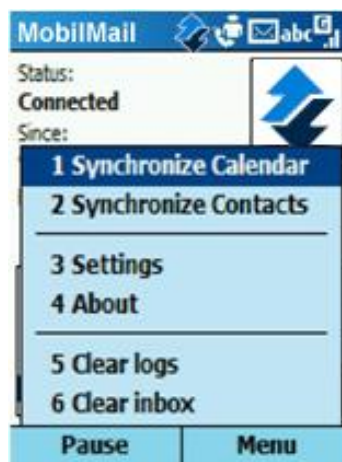 MobilMail abc G
Status:
Connected
Since:
1 Synchronize Calendar
2 Synchronize Contacts
3 Settings
4 About
5 Clear logs
6 Clear inbox
Pause Menu